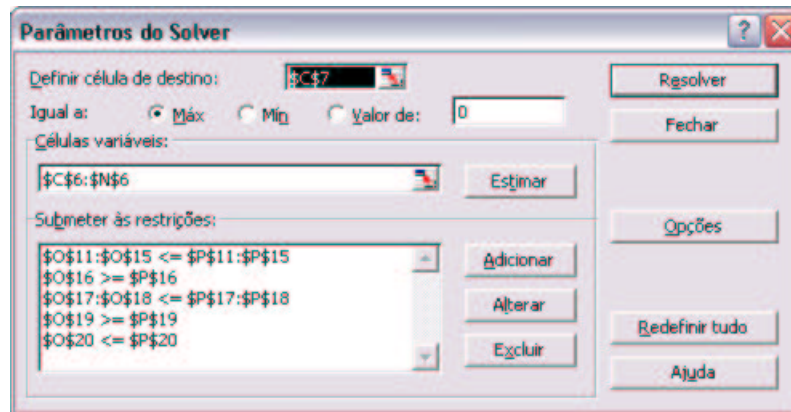 Parâmetros do Solver
Definir célula de destino: $C$7
Resolver
Igual a: Máx Mín Valor de: 0
Fechar
Células variáveis:
$C$6:$N$6
Estimar
Submeter às restrições:
Opções
$O$11:$O$15 <= $P$11:$P$15
$O$16 >= $P$16
$O$17:$O$18 <= $P$17:$P$18
$O$19 >= $P$19
$O$20 <= $P$20
Adicionar
Alterar
Excluir
Redefinir tudo
Ajuda